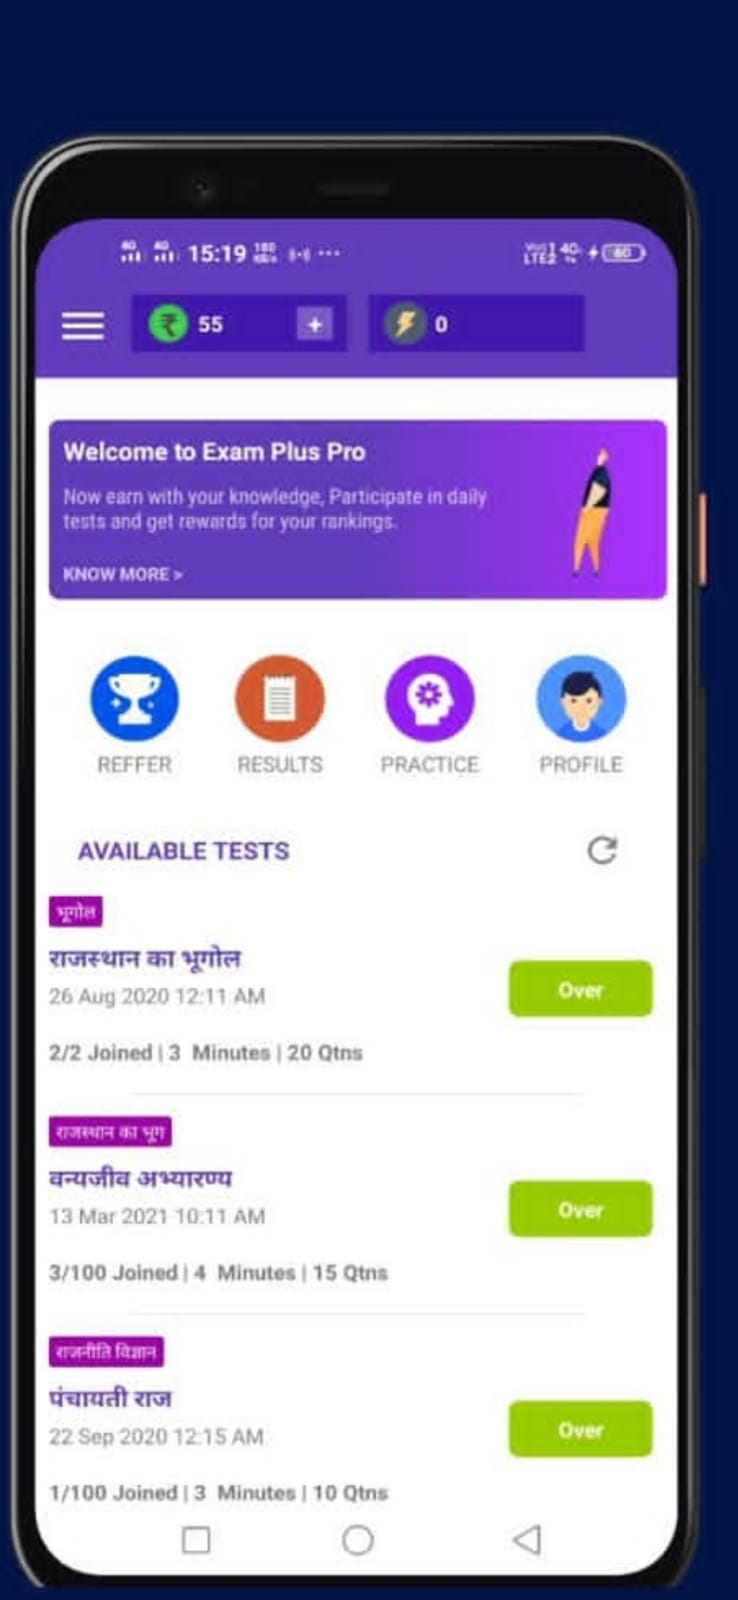 15:19
55 +
0
Welcome to Exam Plus Pro
Now earn with your knowledge, Participate in daily
tests and get rewards for your rankings.
KNOW MORE >
REFFER RESULTS PRACTICE PROFILE
AVAILABLE TESTS
भूगोल
राजस्थान का भूगोल
26 Aug 2020 12:11 AM
Over
2/2 Joined | 3 Minutes | 20 Qtns
राजस्थान का भूग
वन्यजीव अभ्यारण्य
13 Mar 2021 10:11 AM
Over
3/100 Joined | 4 Minutes | 15 Qtns
राजनीति विज्ञान
पंचायती राज
22 Sep 2020 12:15 AM
Over
1/100 Joined | 3 Minutes | 10 Qtns